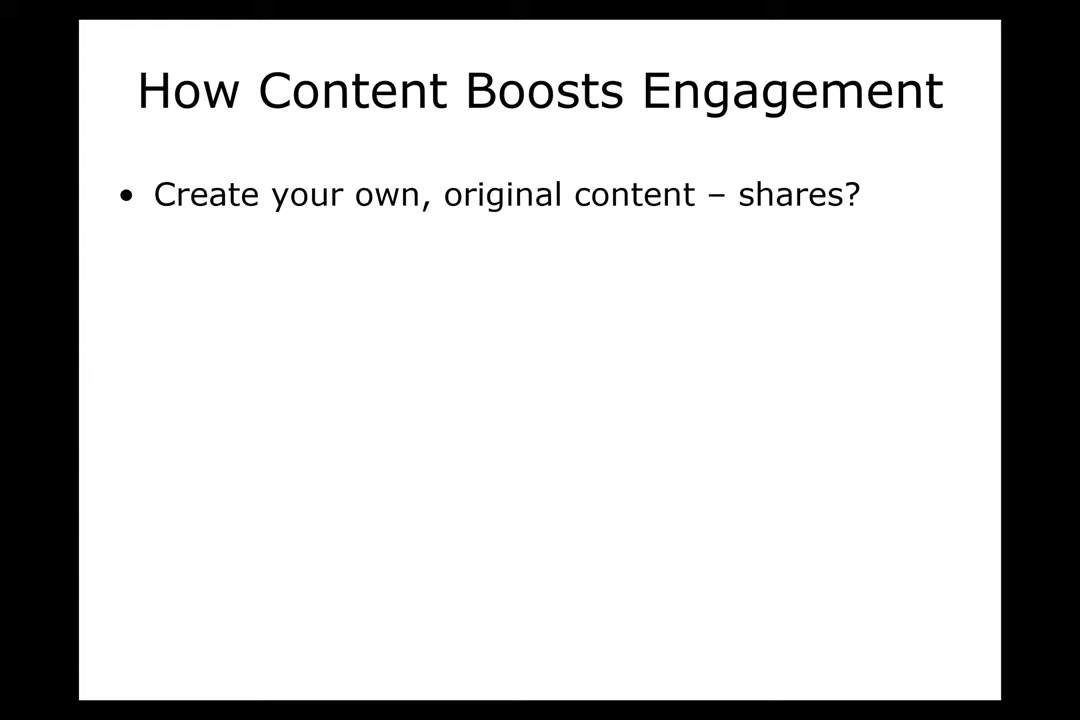 How Content Boosts Engagement
• Create your own, original content – shares?